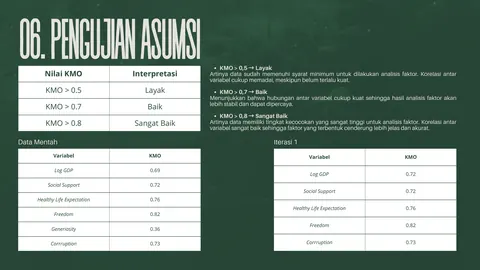 06. PENGUJIAN ASUMSI
Nilai KMO Interpretasi
KMO > 0.5 Layak
KMO > 0.7 Baik
KMO > 0.8 Sangat Baik
• KMO > 0,5 → Layak
Artinya data sudah memenuhi syarat minimum untuk dilakukan analisis faktor. Korelasi antar
variabel cukup memadai, meskipun belum terlalu kuat.
• KMO > 0,7 → Baik
Menunjukkan bahwa hubungan antar variabel cukup kuat sehingga hasil analisis faktor akan
lebih stabil dan dapat dipercaya.
• KMO > 0,8 → Sangat Baik
Artinya data memiliki tingkat kecocokan yang sangat tinggi untuk analisis faktor. Korelasi antar
variabel sangat baik sehingga faktor yang terbentuk cenderung lebih jelas dan akurat.
Data Mentah
Variabel KMO
Log GDP 0.69
Social Support 0.72
Healthy Life Expectation 0.76
Freedom 0.82
Generiosity 0.36
Corrruption 0.73
Iterasi 1
Variabel KMO
Log GDP 0.72
Social Support 0.72
Healthy Life Expectation 0.76
Freedom 0.82
Corrruption 0.73